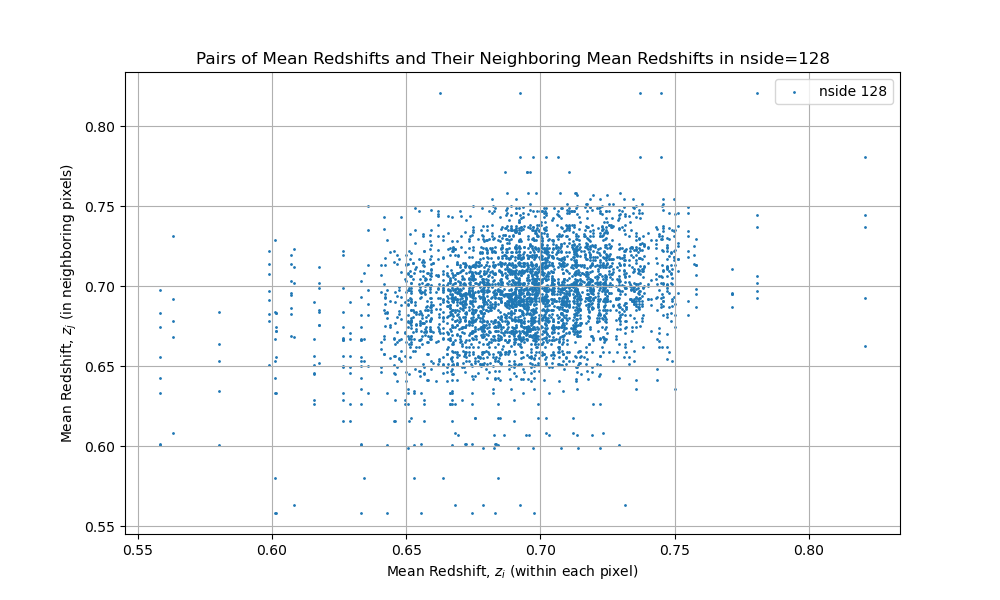 Pairs of Mean Redshifts and Their Neighboring Mean Redshifts in nside=128
nside 128
Mean Redshift, z_j (in neighboring pixels)
0.80
0.75
0.70
0.65
0.60
0.55
0.55 0.60 0.65 0.70 0.75 0.80
Mean Redshift, z_i (within each pixel)